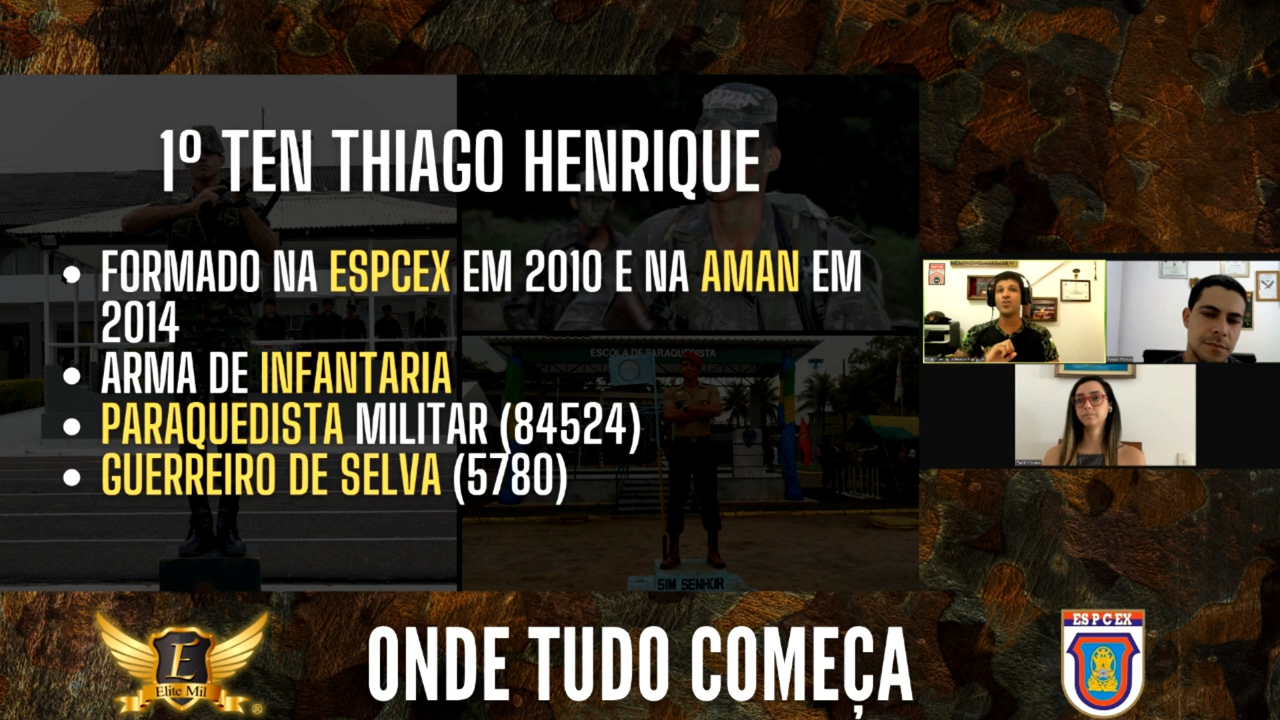 1º TEN THIAGO HENRIQUE
• FORMADO NA ESPCEX EM 2010 E NA AMAN EM
2014
• ARMA DE INFANTARIA
• PARAQUEDISTA MILITAR (84524)
• GUERREIRO DE SELVA (5780)
ESCOLA DE PARAQUEDISTA
SIM SENHOR
E
Elite Mil
®
ONDE TUDO COMEÇA
ESPCEX